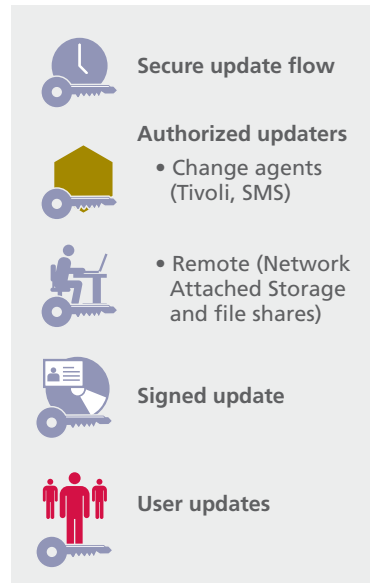 Secure update flow
Authorized updaters
• Change agents
(Tivoli, SMS)
• Remote (Network
Attached Storage
and file shares)
Signed update
User updates